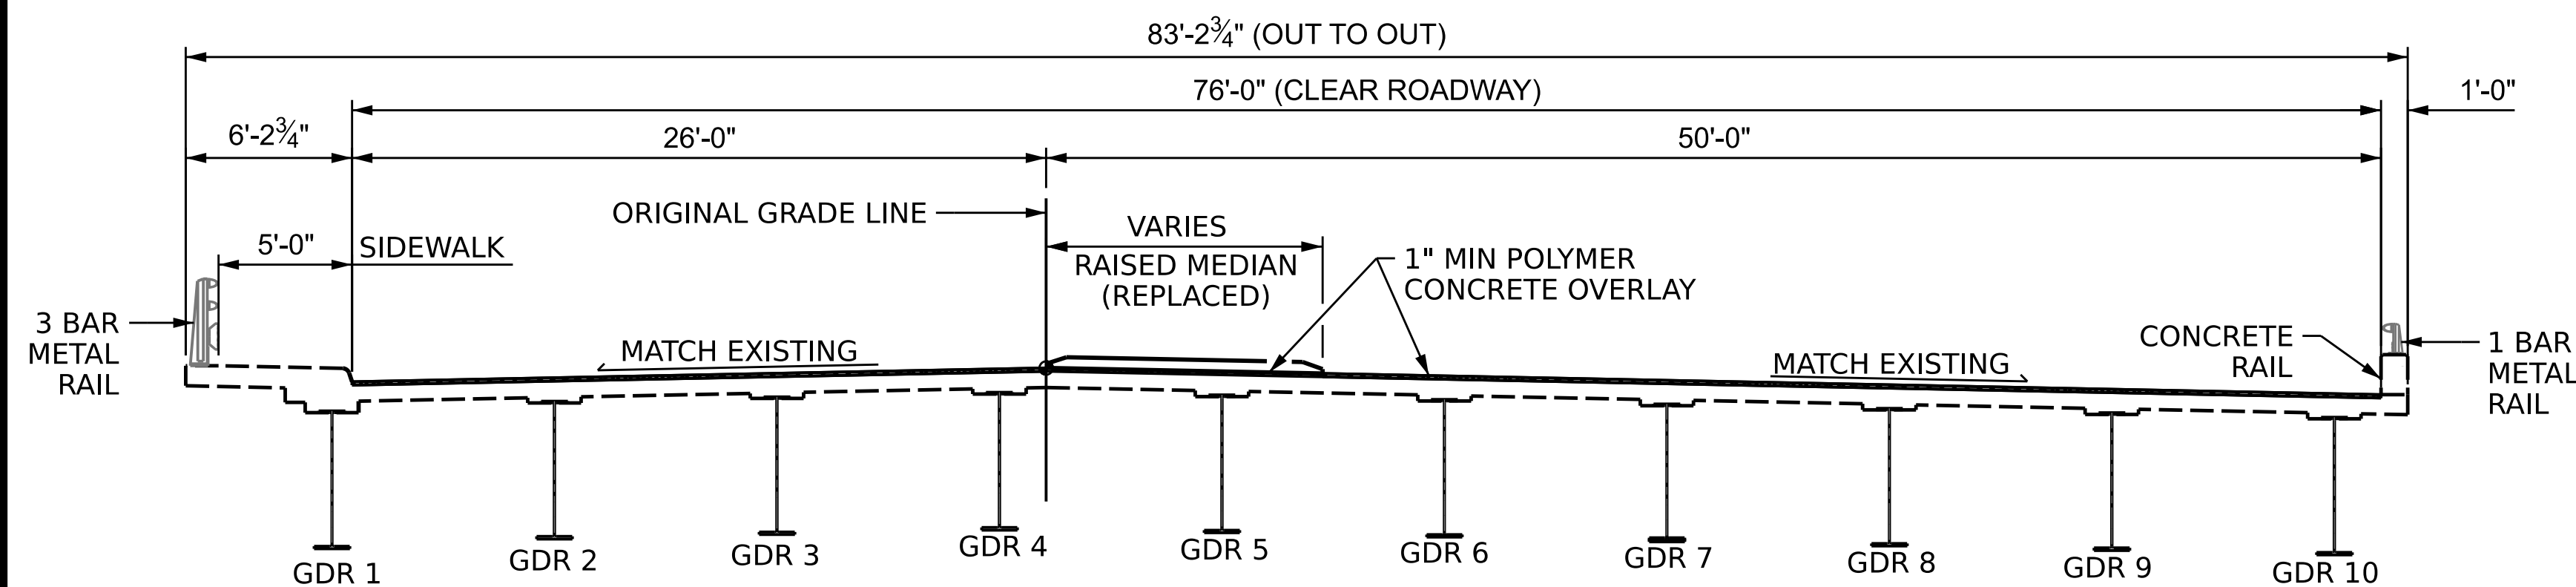 83'-2¾" (OUT TO OUT)
76'-0" (CLEAR ROADWAY)
1'-0"
6'-2¾"
26'-0"
50'-0"
ORIGINAL GRADE LINE
VARIES
RAISED MEDIAN
(REPLACED)
5'-0"
SIDEWALK
1" MIN POLYMER
CONCRETE OVERLAY
3 BAR
METAL
RAIL
MATCH EXISTING
MATCH EXISTING
CONCRETE
RAIL
1 BAR
METAL
RAIL
GDR 1
GDR 2
GDR 3
GDR 4
GDR 5
GDR 6
GDR 7
GDR 8
GDR 9
GDR 10